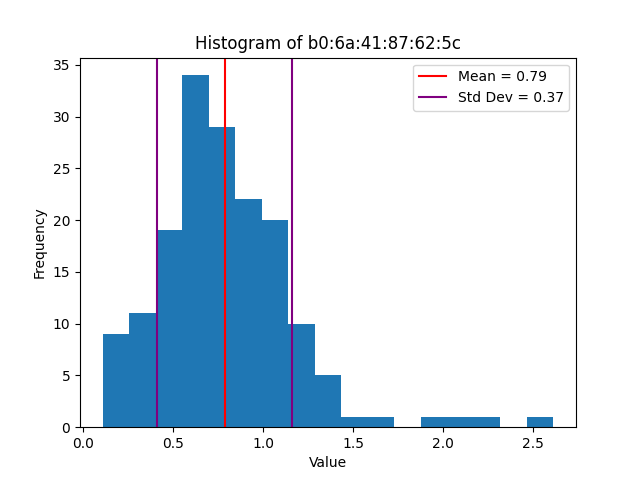 Histogram of b0:6a:41:87:62:5c
Mean = 0.79
Std Dev = 0.37
Frequency
35
30
25
20
15
10
5
0
0.0 0.5 1.0 1.5 2.0 2.5
Value